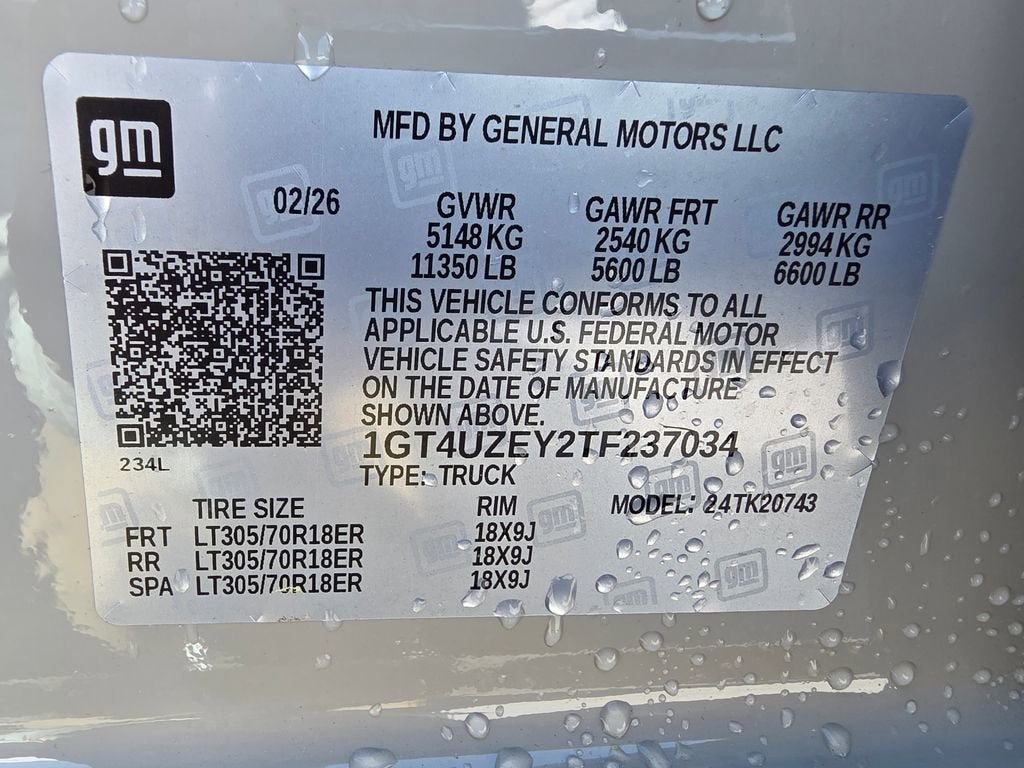 gm
MFD BY GENERAL MOTORS LLC
02/26 GVWR GAWR FRT GAWR RR
5148 KG 2540 KG 2994 KG
11350 LB 5600 LB 6600 LB
THIS VEHICLE CONFORMS TO ALL
APPLICABLE U.S. FEDERAL MOTOR
VEHICLE SAFETY STANDARDS IN EFFECT
ON THE DATE OF MANUFACTURE
SHOWN ABOVE.
1GT4UZEY2TF237034
234L
TYPE: TRUCK
TIRE SIZE RIM MODEL: 24TK20743
FRT LT305/70R18ER 18X9J
RR LT305/70R18ER 18X9J
SPA LT305/70R18ER 18X9J